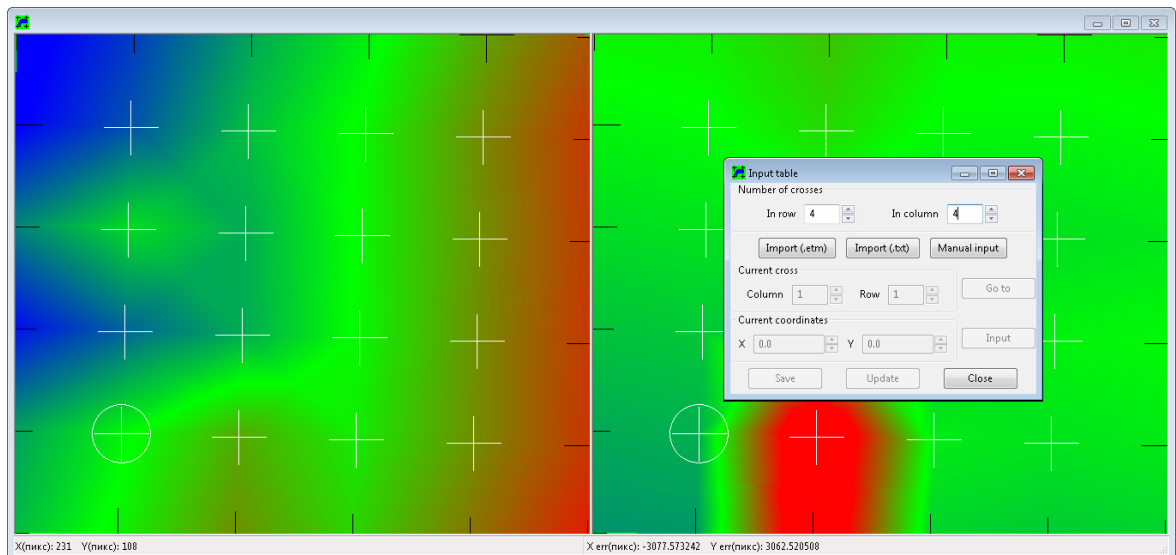 Input table
Number of crosses
In row 4 In column 4
Import (.etm) Import (.txt) Manual input
Current cross
Column 1 Row 1 Go to
Current coordinates
X 0.0 Y 0.0 Input
Save Update Close
X(пикс): 231 Y(пикс): 108 X err(пикс): -3077.573242 Y err(пикс): 3062.520508